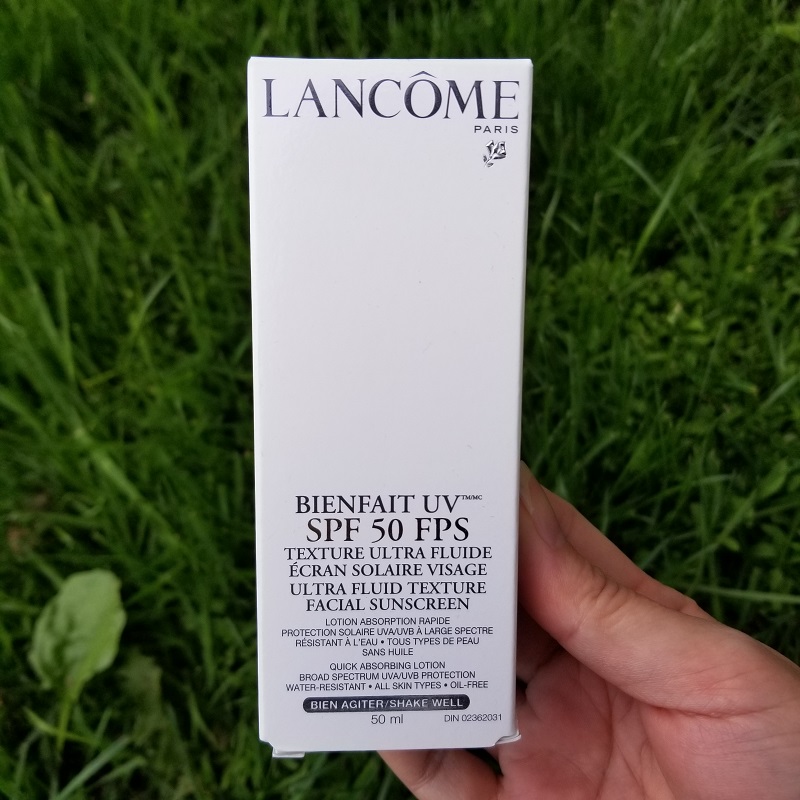 LANCÔME
PARIS
BIENFAIT UV™/MC
SPF 50 FPS
TEXTURE ULTRA FLUIDE
ÉCRAN SOLAIRE VISAGE
ULTRA FLUID TEXTURE
FACIAL SUNSCREEN
LOTION ABSORPTION RAPIDE
PROTECTION SOLAIRE UVA/UVB À LARGE SPECTRE
RÉSISTANT À L'EAU • TOUS TYPES DE PEAU
SANS HUILE
QUICK ABSORBING LOTION
BROAD SPECTRUM UVA/UVB PROTECTION
WATER-RESISTANT • ALL SKIN TYPES • OIL-FREE
BIEN AGITER/SHAKE WELL
50 ml DIN 02362031